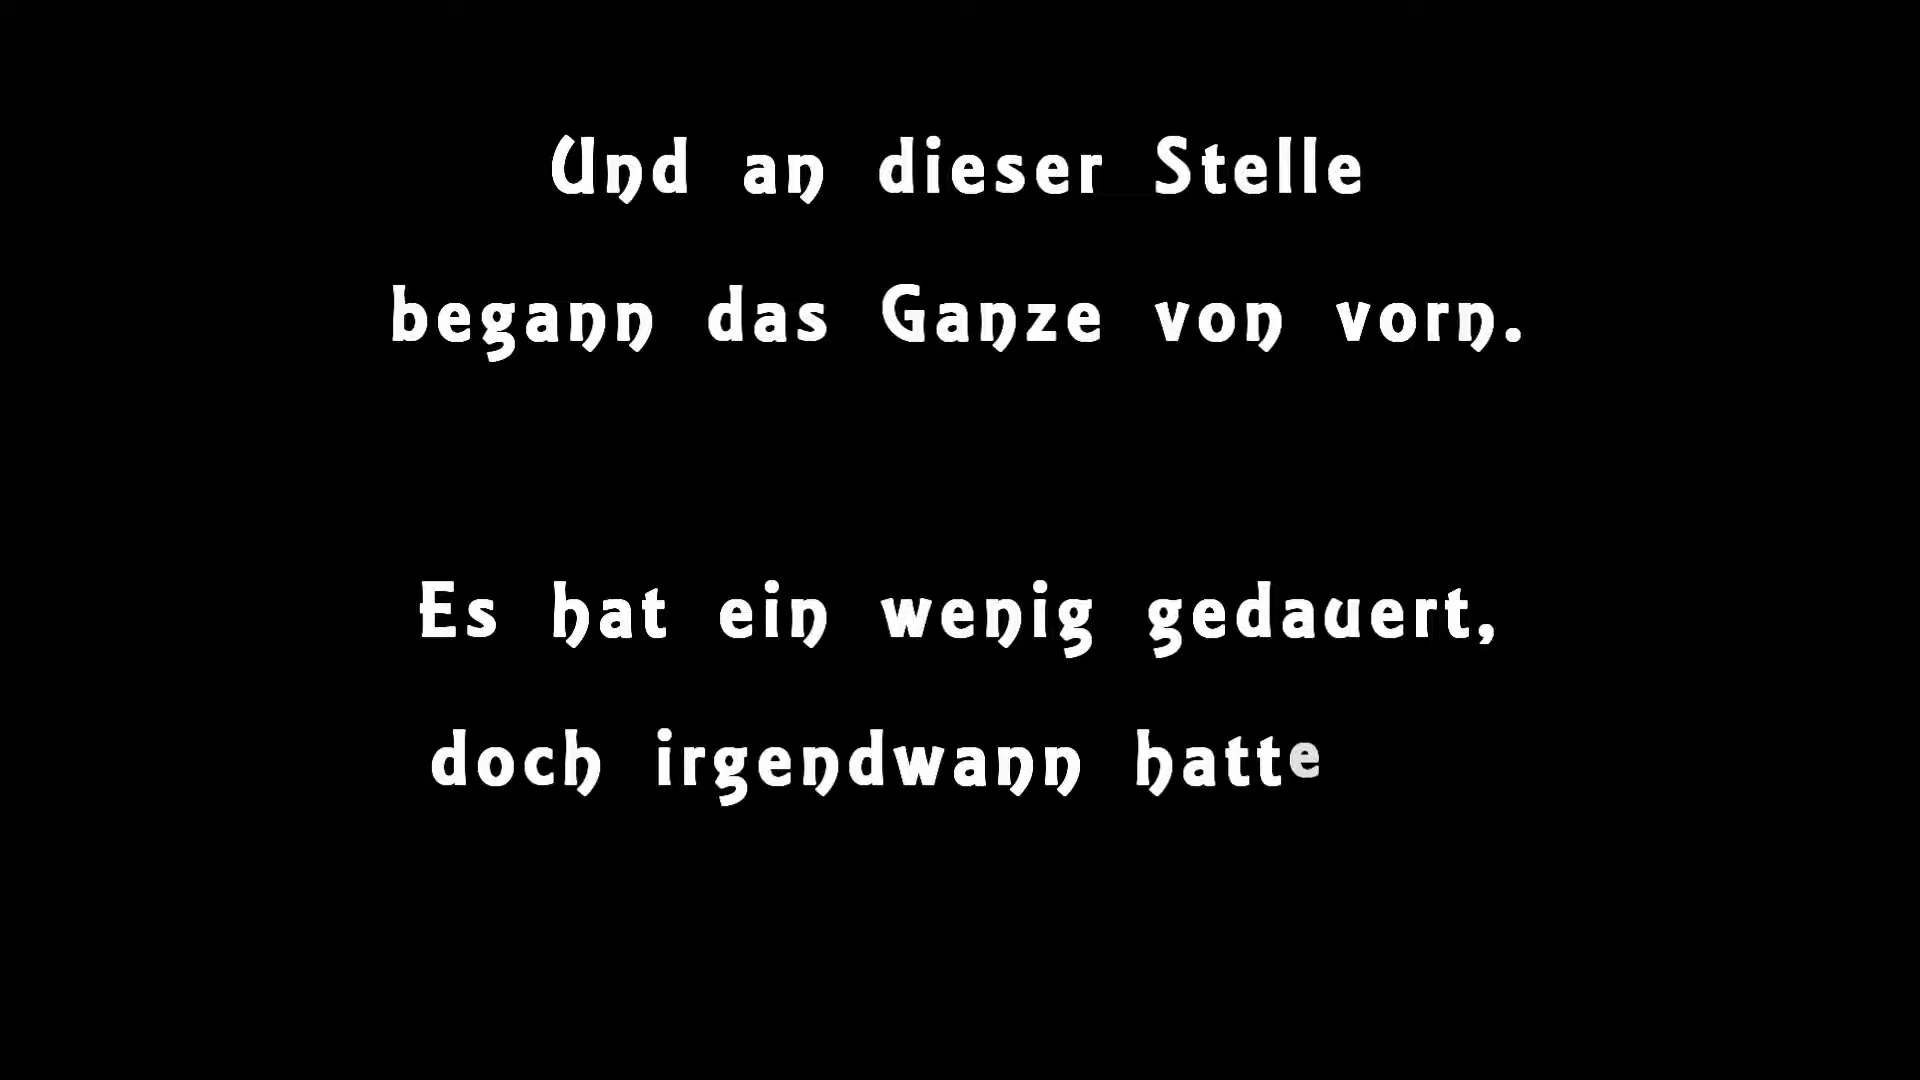 Und an dieser Stelle
begann das Ganze von vorn.
Es hat ein wenig gedauert,
doch irgendwann hatte